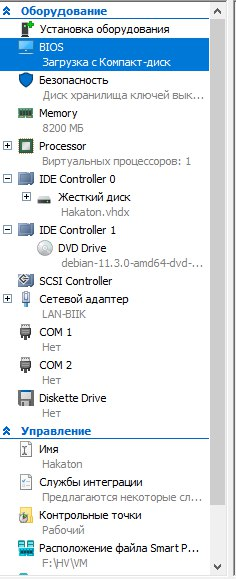 Оборудование
Установка оборудования
BIOS
Загрузка с Компакт-диск
Безопасность
Диск хранилища ключей вык...
Memory
8200 МБ
Processor
Виртуальных процессоров: 1
IDE Controller 0
Жесткий диск
Hakaton.vhdx
IDE Controller 1
DVD Drive
debian-11.3.0-amd64-dvd-...
SCSI Controller
Сетевой адаптер
LAN-BIIK
COM 1
Нет
COM 2
Нет
Diskette Drive
Нет
Управление
Имя
Hakaton
Службы интеграции
Предлагаются некоторые сл...
Контрольные точки
Рабочий
Расположение файла Smart P...
F:\HV\VM